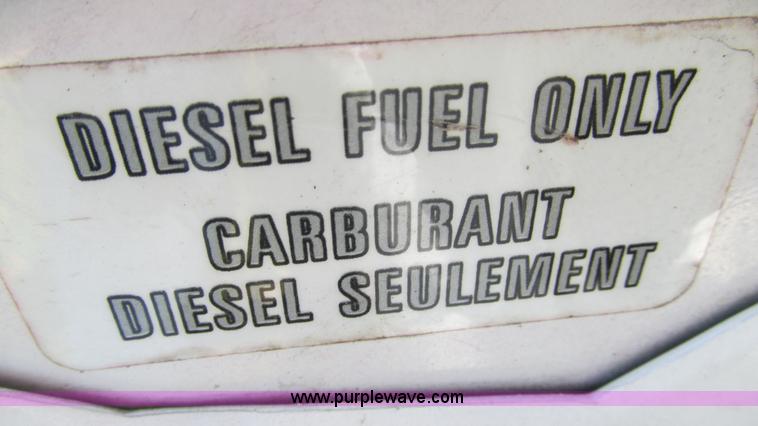 DIESEL FUEL ONLY
CARBURANT
DIESEL SEULEMENT
www.purplewave.com